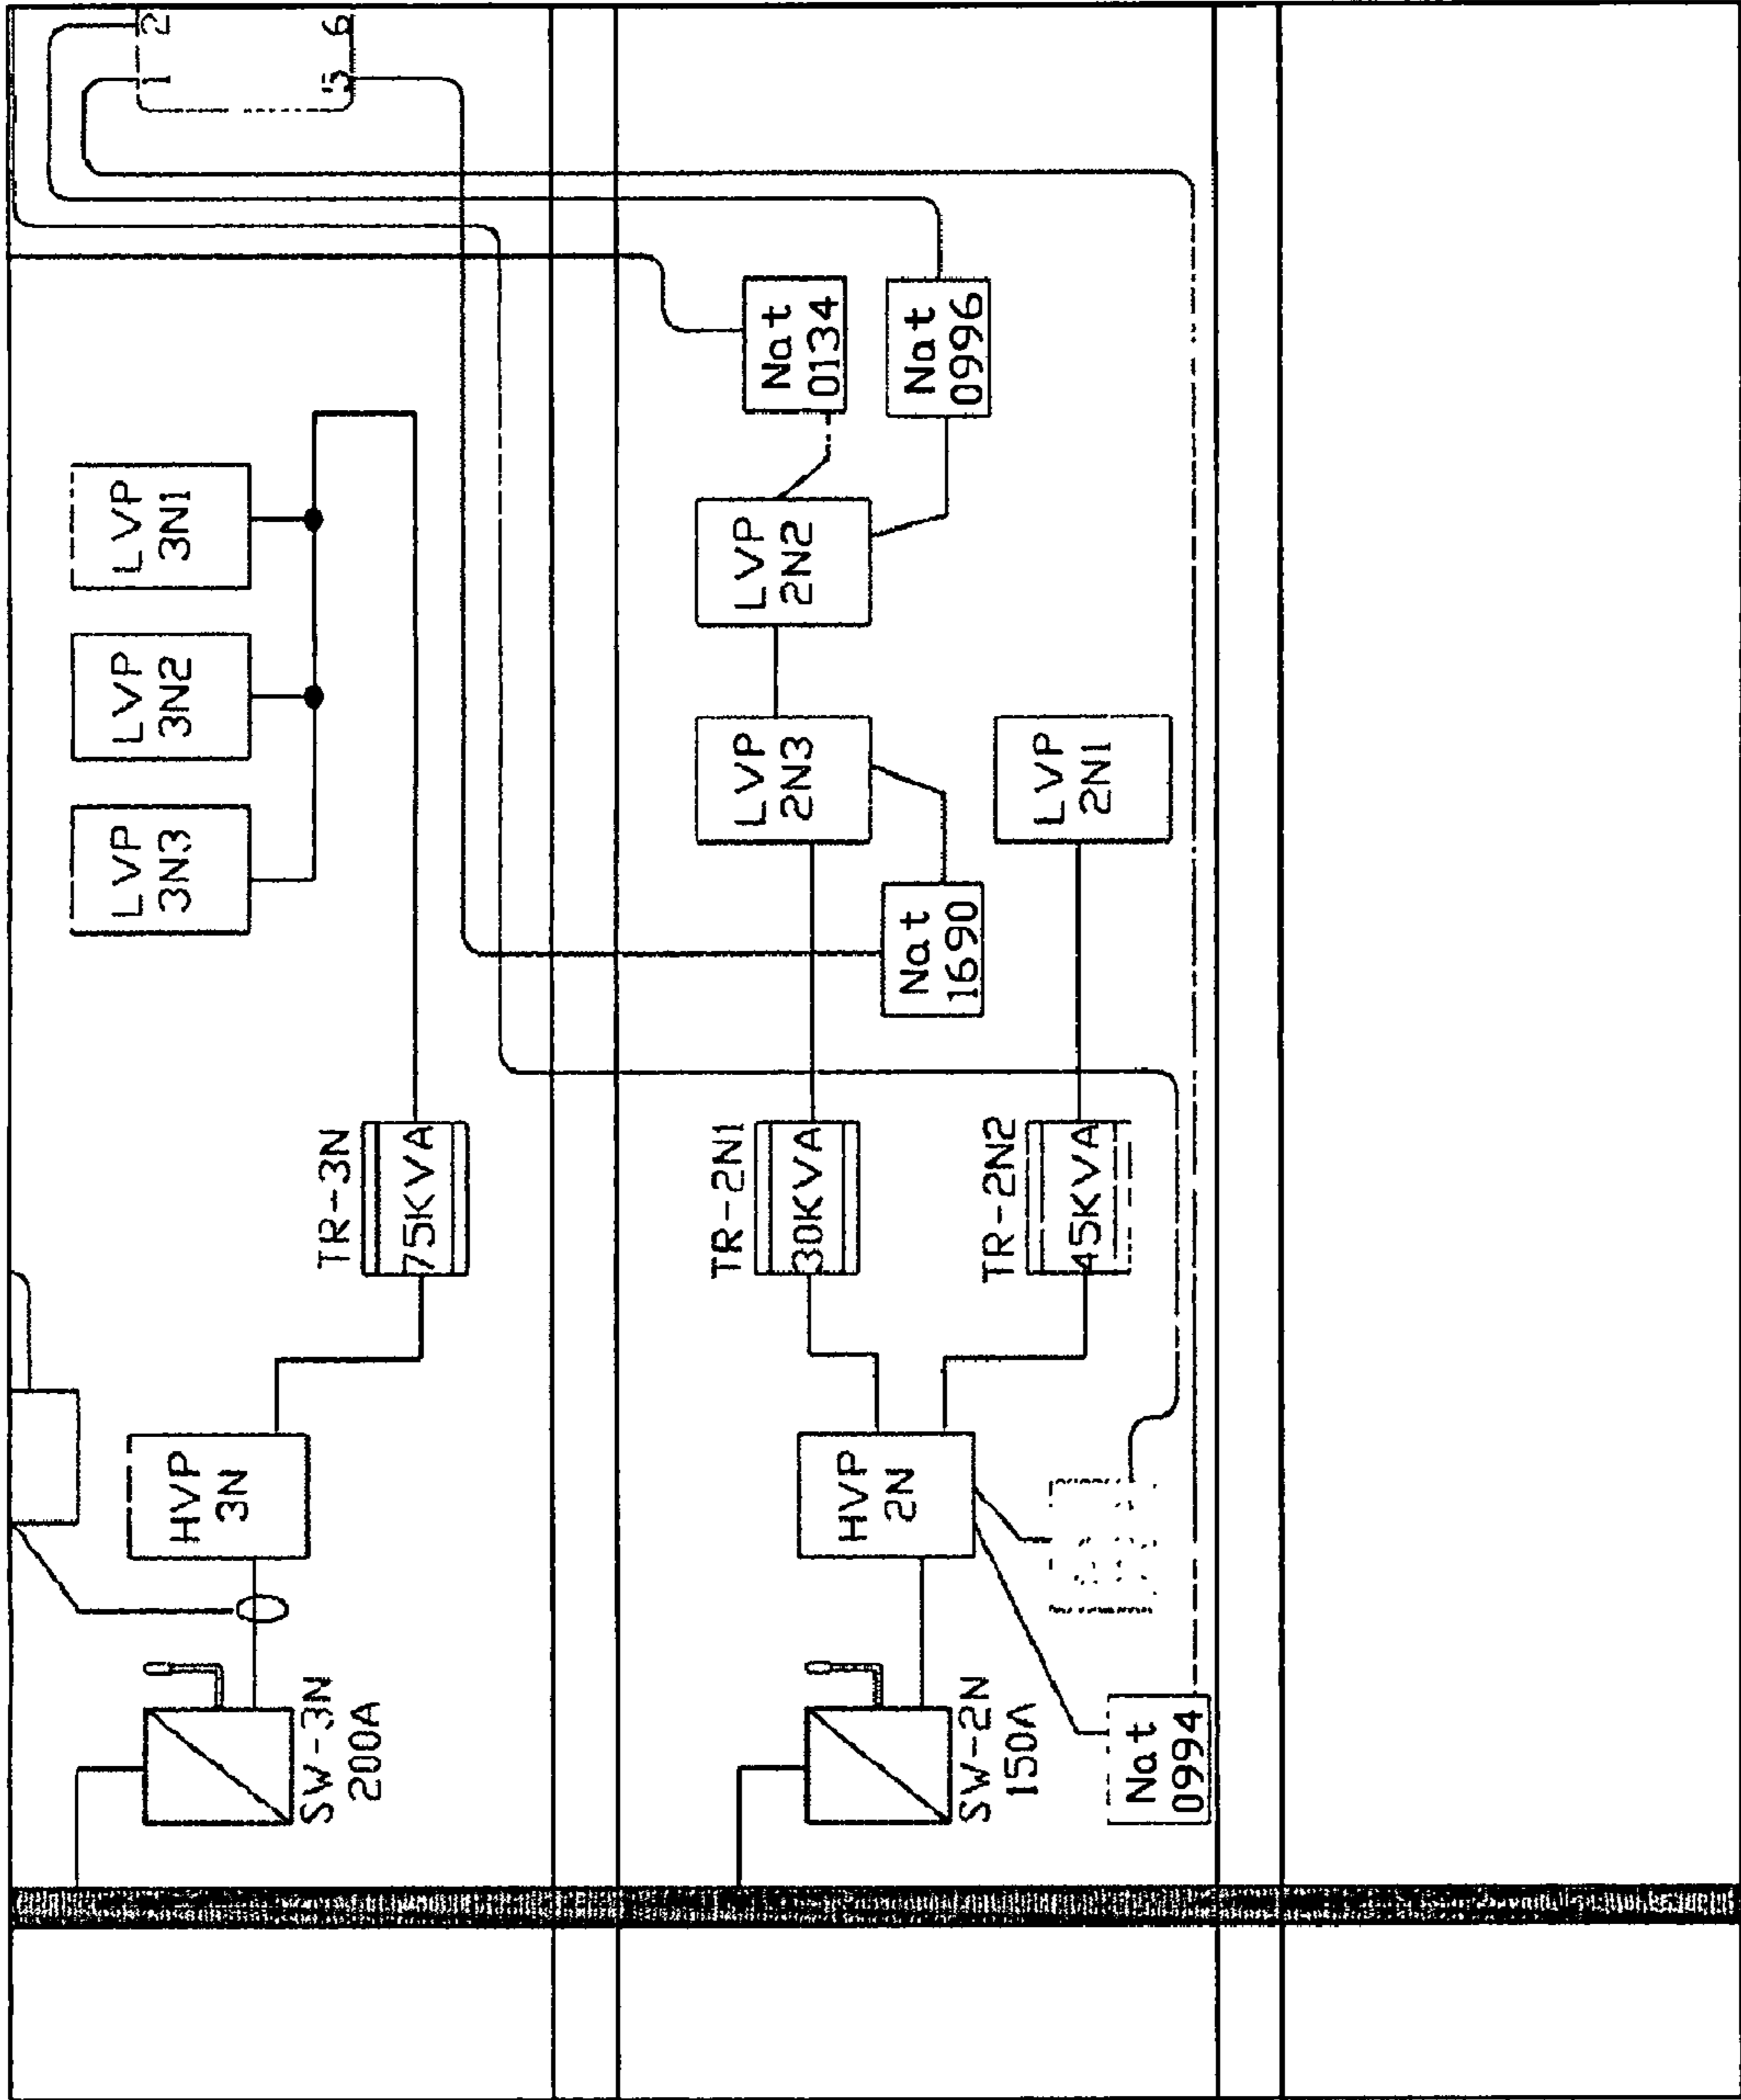 2
1
6
5
LVP
3N3
LVP
3N2
LVP
3N1
TR-3N
75KVA
HVP
3N
SW-3N
200A
Nat
0134
Nat
0996
LVP
2N2
LVP
2N3
LVP
2N1
Nat
1690
TR-2N1
30KVA
TR-2N2
45KVA
HVP
2N
SW-2N
150A
Nat
0994